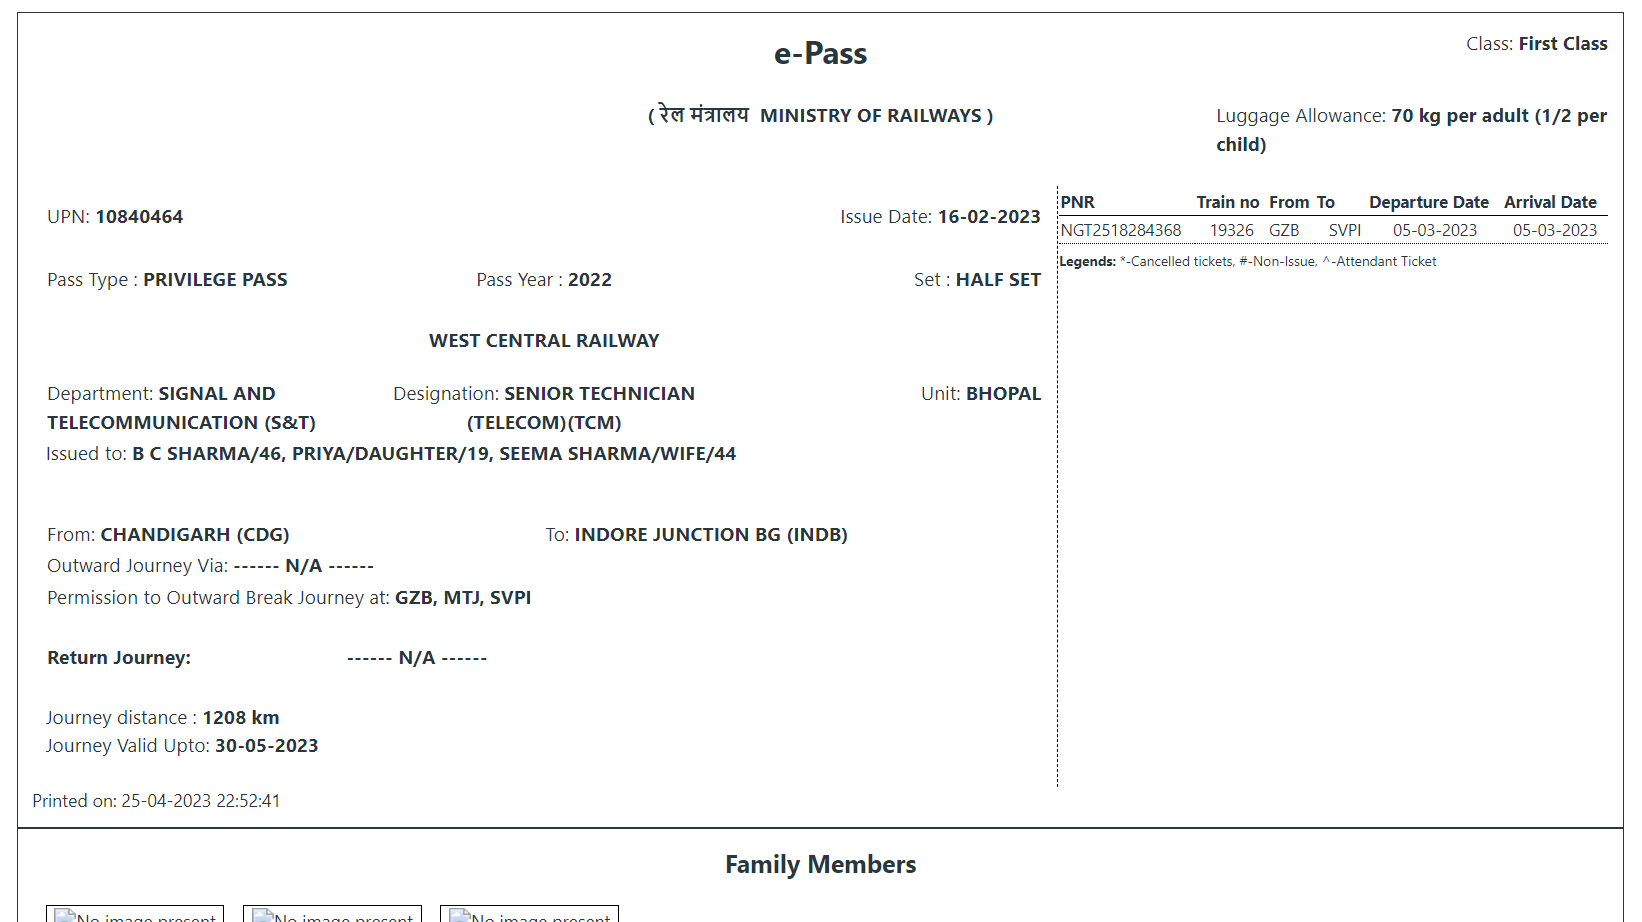 e-Pass
Class: First Class
( रेल मंत्रालय MINISTRY OF RAILWAYS )
Luggage Allowance: 70 kg per adult (1/2 per
child)
UPN: 10840464
Issue Date: 16-02-2023
Pass Type : PRIVILEGE PASS
Pass Year : 2022
Set : HALF SET
WEST CENTRAL RAILWAY
Department: SIGNAL AND
TELECOMMUNICATION (S&T)
Designation: SENIOR TECHNICIAN
(TELECOM)(TCM)
Unit: BHOPAL
Issued to: B C SHARMA/46, PRIYA/DAUGHTER/19, SEEMA SHARMA/WIFE/44
From: CHANDIGARH (CDG)
To: INDORE JUNCTION BG (INDB)
Outward Journey Via: ------ N/A ------
Permission to Outward Break Journey at: GZB, MTJ, SVPI
Return Journey: ------ N/A ------
Journey distance : 1208 km
Journey Valid Upto: 30-05-2023
Printed on: 25-04-2023 22:52:41
PNR Train no From To Departure Date Arrival Date
NGT2518284368 19326 GZB SVPI 05-03-2023 05-03-2023
Legends: *-Cancelled tickets, #-Non-Issue, ^-Attendant Ticket
Family Members
No image present No image present No image present